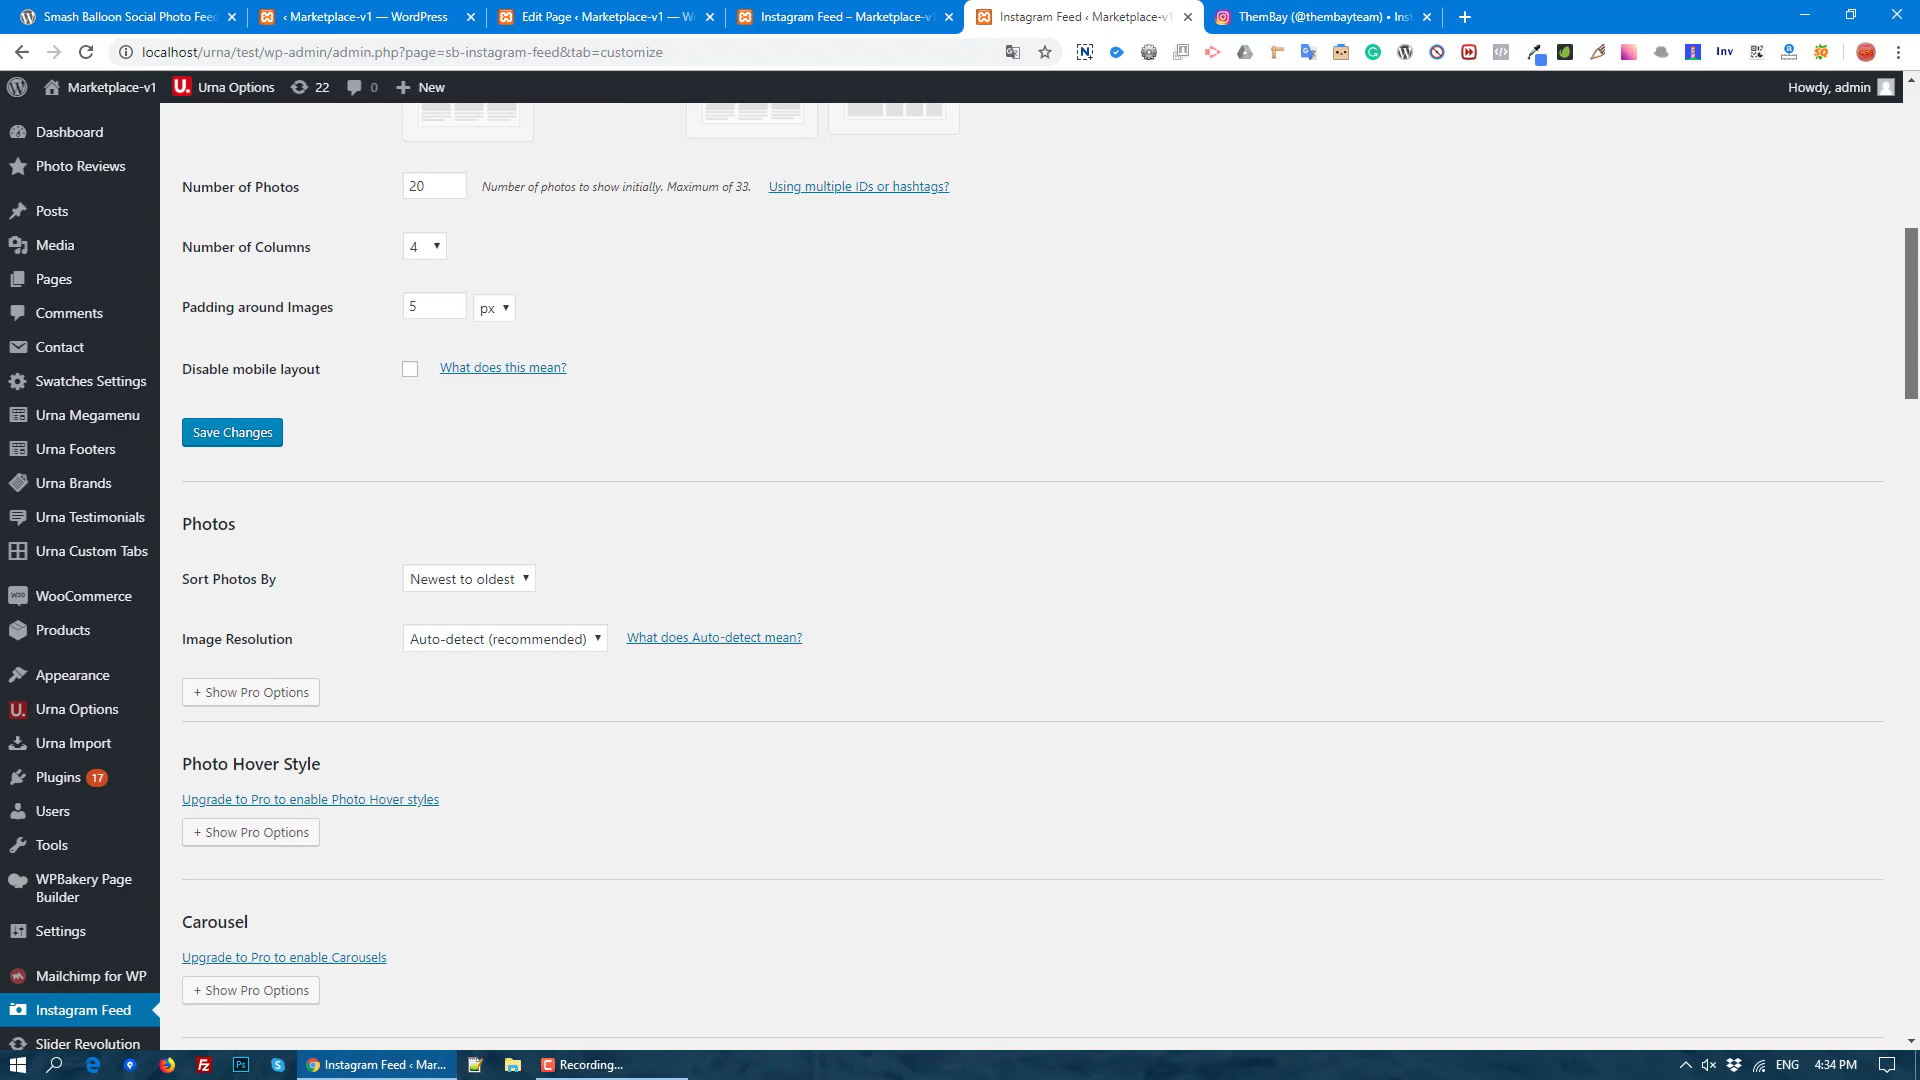 Smash Balloon Social Photo Feed
‹ Marketplace-v1 — WordPress
Edit Page ‹ Marketplace-v1 — W
Instagram Feed – Marketplace-v
Instagram Feed ‹ Marketplace-v1
ThemBay (@thembayteam) • Ins
localhost/urna/test/wp-admin/admin.php?page=sb-instagram-feed&tab=customize
Inv
Marketplace-v1
U.
Urna Options
22
0
New
Howdy, admin
Dashboard
Photo Reviews
Posts
Media
Pages
Comments
Contact
Swatches Settings
Urna Megamenu
Urna Footers
Urna Brands
Urna Testimonials
Urna Custom Tabs
WooCommerce
Products
Appearance
U. Urna Options
Urna Import
Plugins 17
Users
Tools
WPBakery Page
Builder
Settings
Mailchimp for WP
Instagram Feed
Slider Revolution
Number of Photos
20
Number of photos to show initially. Maximum of 33.
Using multiple IDs or hashtags?
Number of Columns
4
Padding around Images
5
px
Disable mobile layout
What does this mean?
Save Changes
Photos
Sort Photos By
Newest to oldest
Image Resolution
Auto-detect (recommended)
What does Auto-detect mean?
+ Show Pro Options
Photo Hover Style
Upgrade to Pro to enable Photo Hover styles
+ Show Pro Options
Carousel
Upgrade to Pro to enable Carousels
+ Show Pro Options
Ps
Instagram Feed ‹ Mar...
Recording...
ENG
4:34 PM